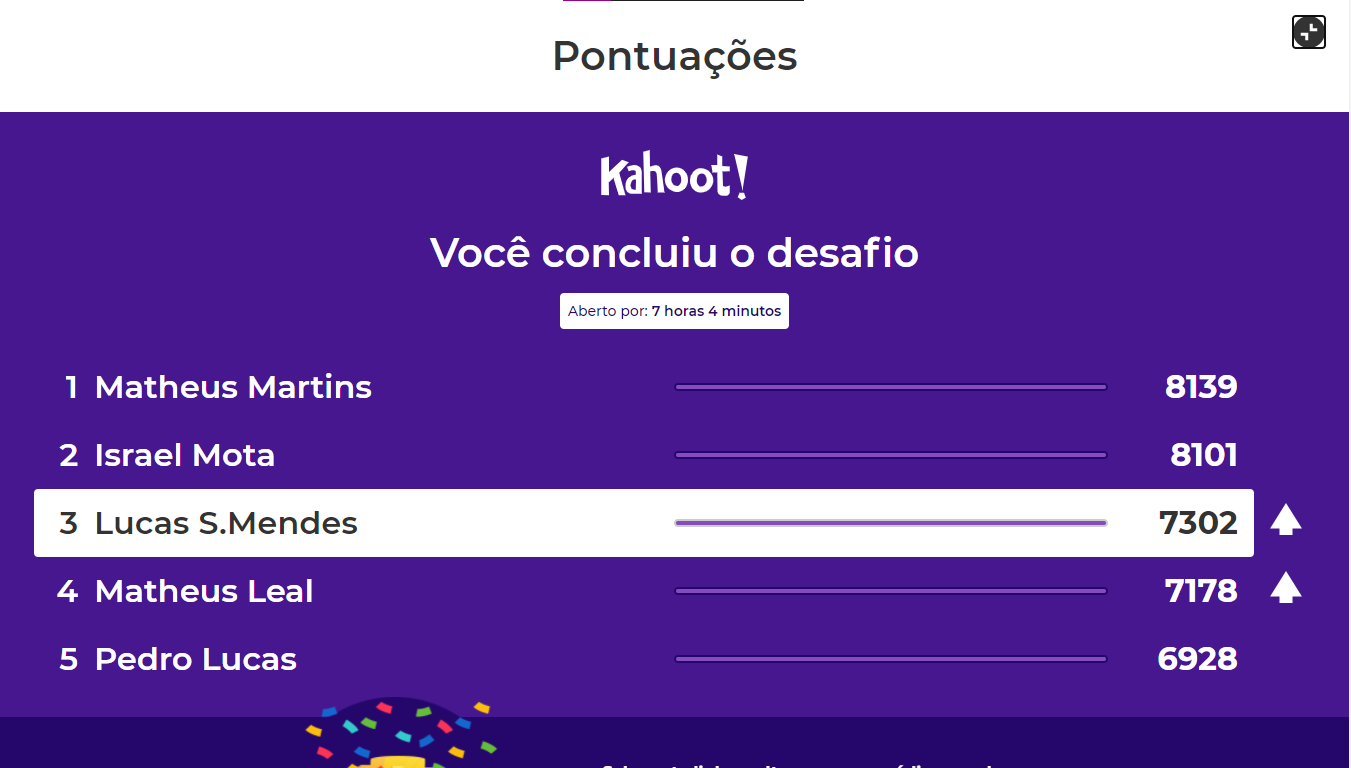 Pontuações
Kahoot!
Você concluiu o desafio
Aberto por: 7 horas 4 minutos
1 Matheus Martins 8139
2 Israel Mota 8101
3 Lucas S.Mendes 7302
4 Matheus Leal 7178
5 Pedro Lucas 6928